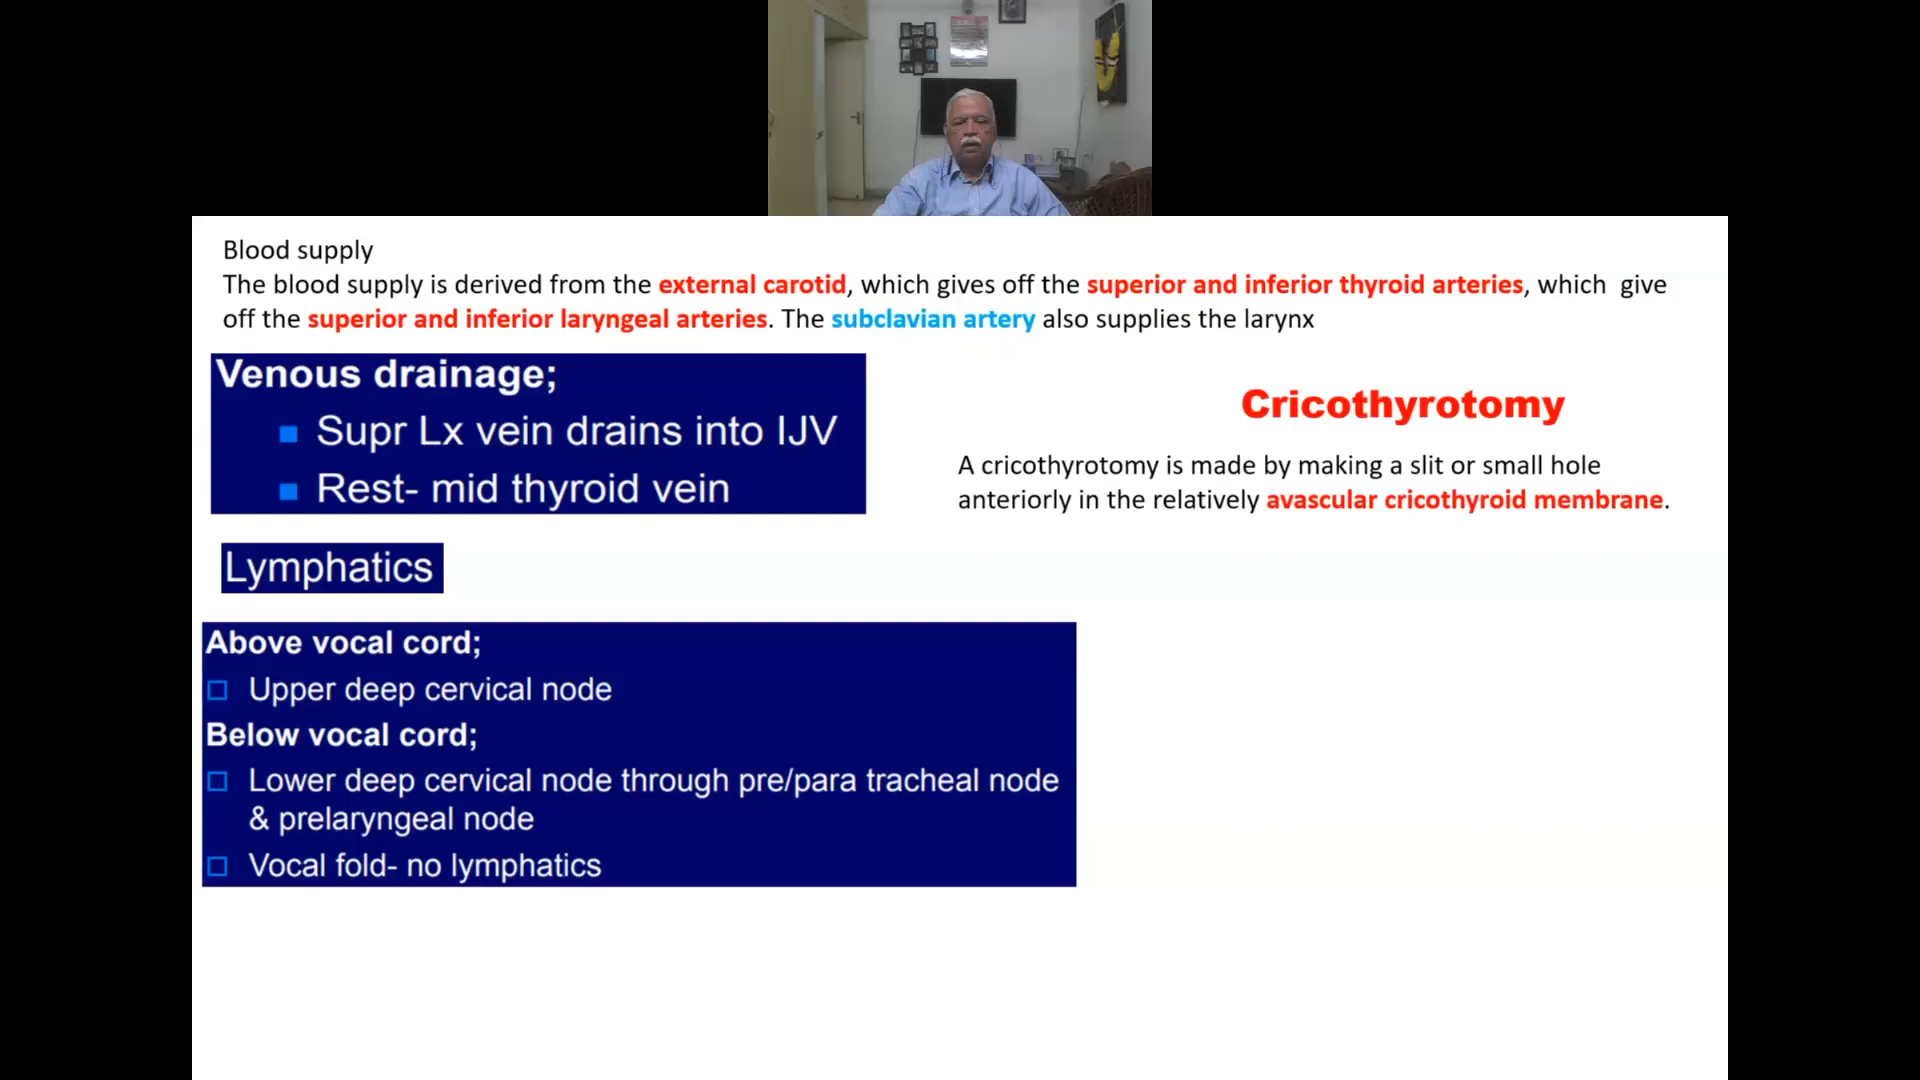 Blood supply
The blood supply is derived from the external carotid, which gives off the superior and inferior thyroid arteries, which give
off the superior and inferior laryngeal arteries. The subclavian artery also supplies the larynx
Venous drainage;
Supr Lx vein drains into IJV
Rest- mid thyroid vein
Cricothyrotomy
A cricothyrotomy is made by making a slit or small hole
anteriorly in the relatively avascular cricothyroid membrane.
Lymphatics
Above vocal cord;
Upper deep cervical node
Below vocal cord;
Lower deep cervical node through pre/para tracheal node
& prelaryngeal node
Vocal fold- no lymphatics